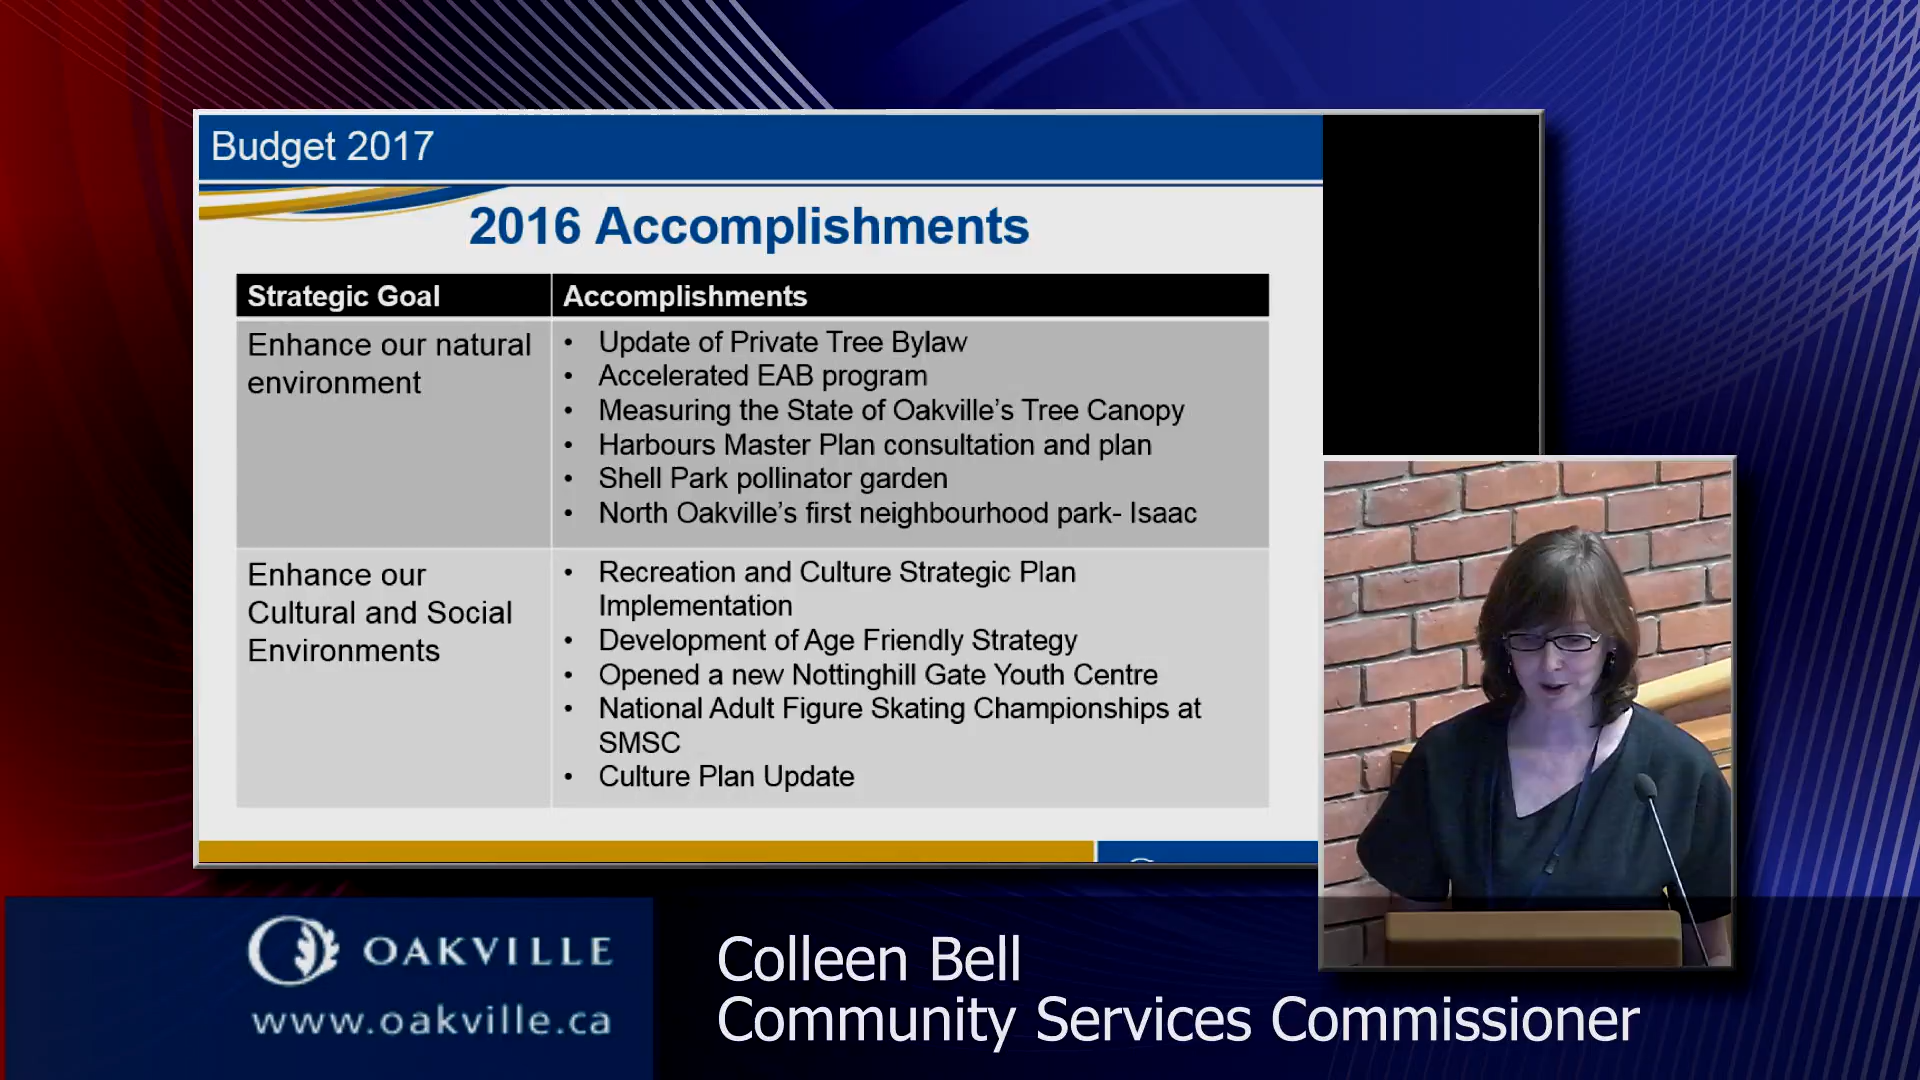 Budget 2017
2016 Accomplishments
Strategic Goal
Accomplishments
Enhance our natural
environment
• Update of Private Tree Bylaw
• Accelerated EAB program
• Measuring the State of Oakville’s Tree Canopy
• Harbours Master Plan consultation and plan
• Shell Park pollinator garden
• North Oakville’s first neighbourhood park- Isaac
Enhance our
Cultural and Social
Environments
• Recreation and Culture Strategic Plan
Implementation
• Development of Age Friendly Strategy
• Opened a new Nottinghill Gate Youth Centre
• National Adult Figure Skating Championships at
SMSC
• Culture Plan Update
OAKVILLE
www.oakville.ca
Colleen Bell
Community Services Commissioner